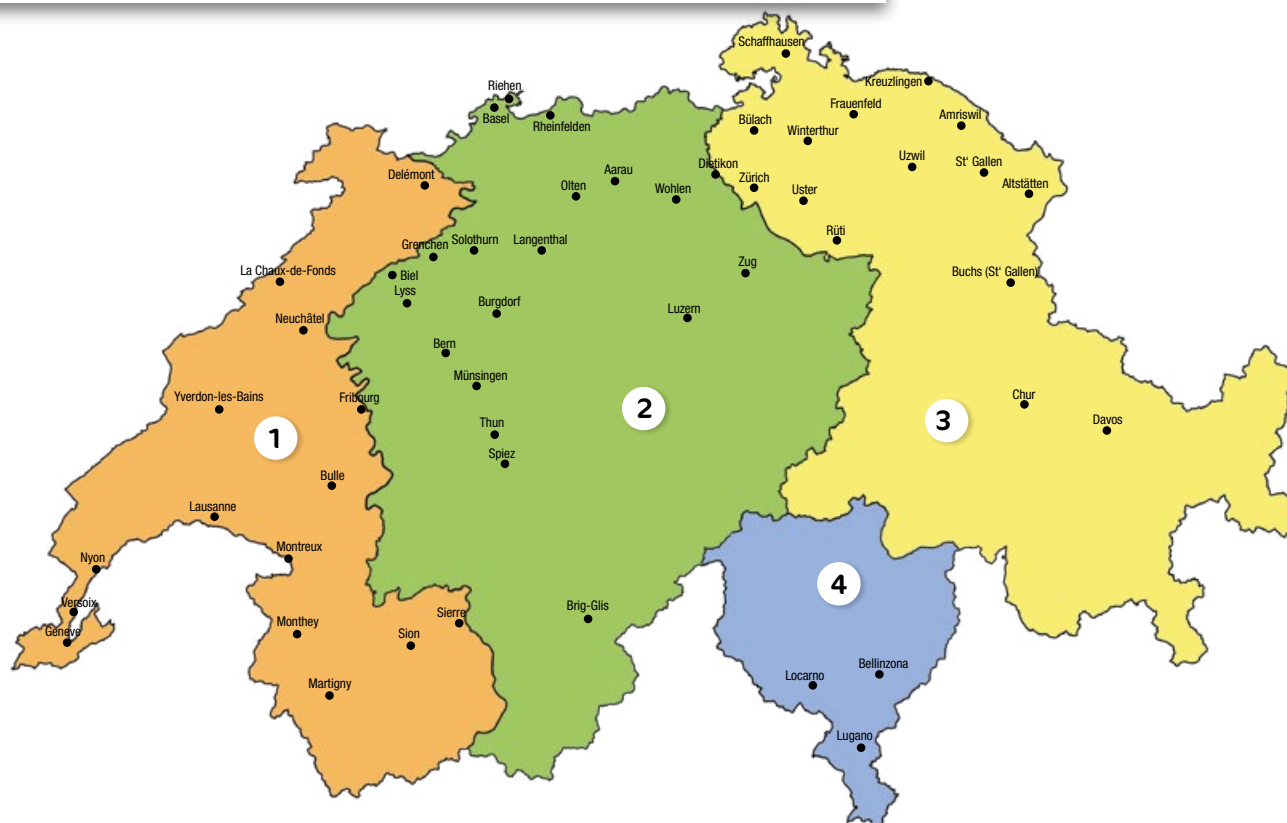 Schaffhausen
Kreuzlingen
Riehen
Basel
Rheinfelden
Frauenfeld
Amriswil
Bülach
Winterthur
Uzwil
St' Gallen
Altstätten
Delémont
Aarau
Olten
Wohlen
Dietikon
Zürich
Uster
Rüti
Grenchen
Solothurn
Langenthal
La Chaux-de-Fonds
Biel
Lyss
Zug
Buchs (St' Gallen)
Neuchâtel
Burgdorf
Luzern
Bern
Münsingen
Yverdon-les-Bains
Fribourg
1
2
3
Chur
Davos
Thun
Spiez
Bulle
Lausanne
Montreux
Nyon
Versoix
Genève
4
Monthey
Sion
Sierre
Brig-Glis
Martigny
Locarno
Bellinzona
Lugano